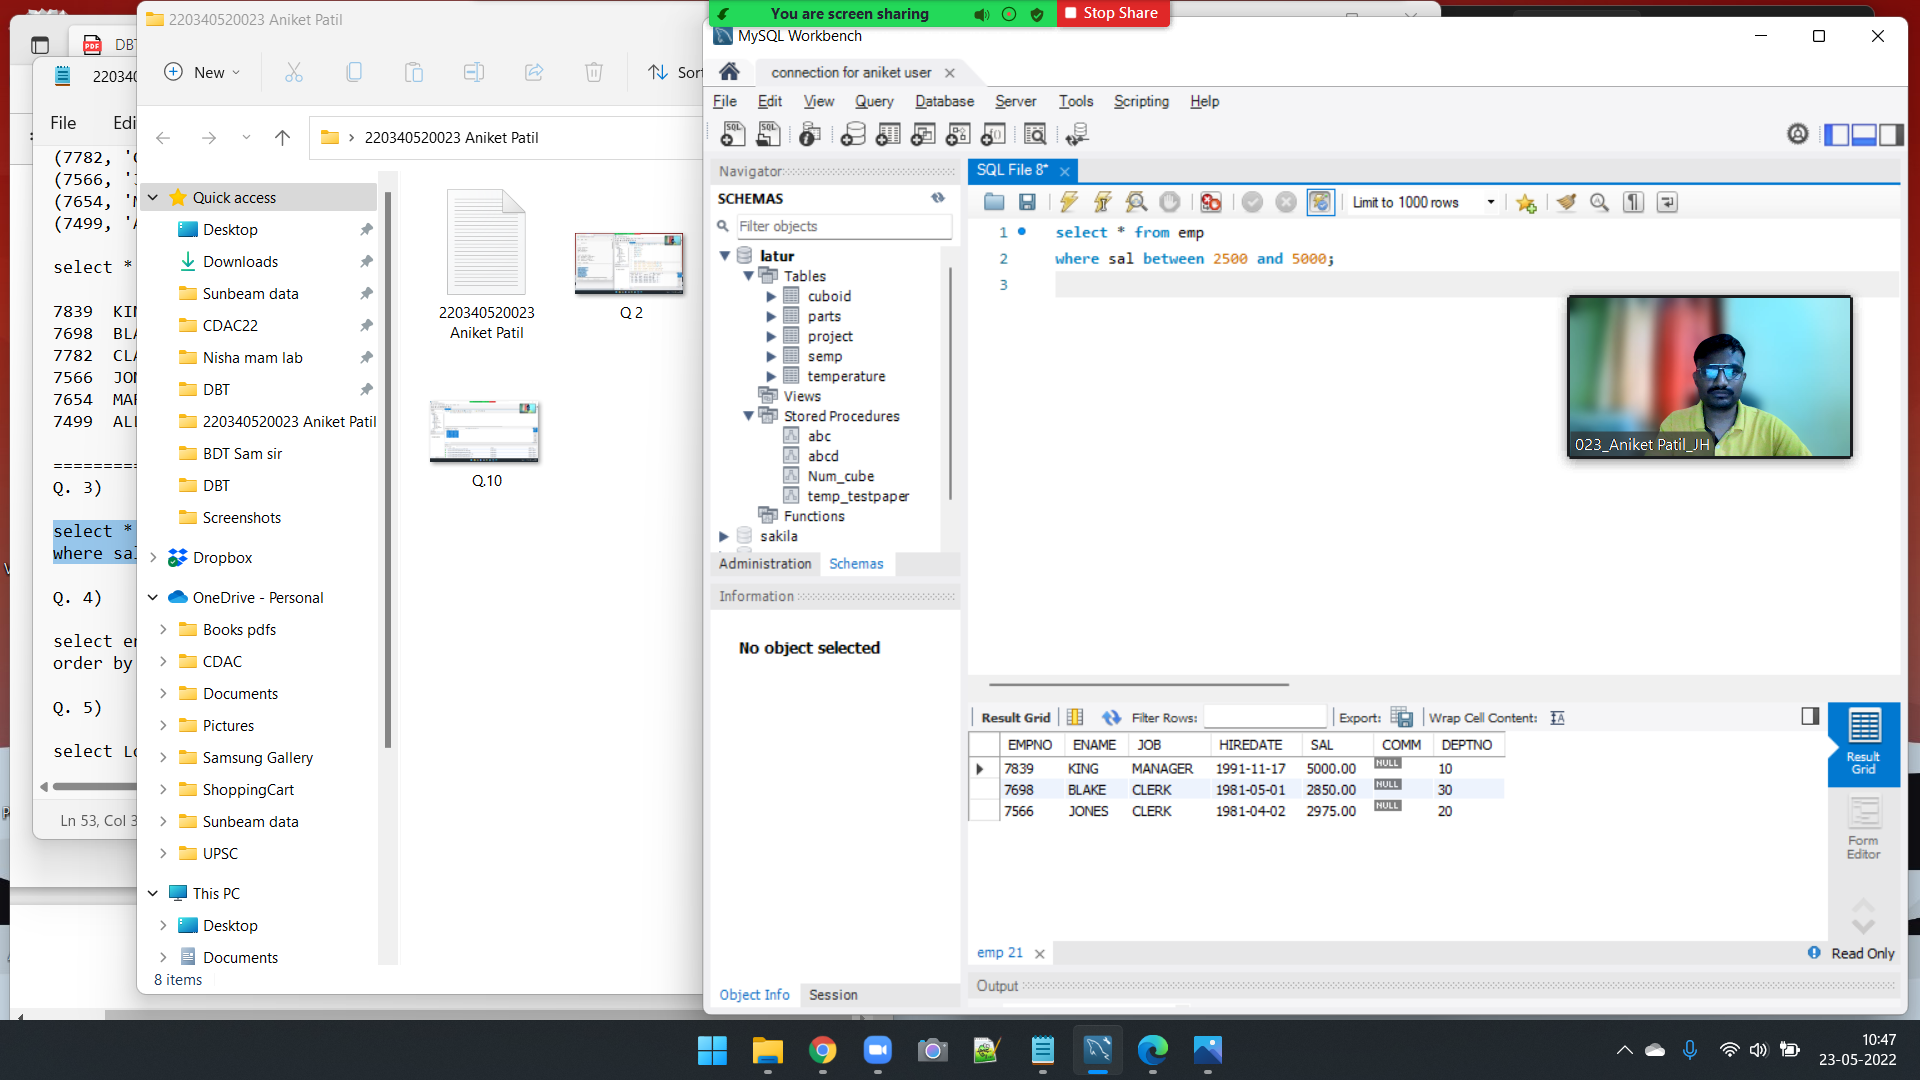 You are screen sharing
Stop Share
220340520023 Aniket Patil
New
Sort
220340520023 Aniket Patil
DBT
File
(7782,
(7566,
(7654,
(7499,
select *
7839
7698
7782
7566
7654
7499
Q. 3)
select *
where sal
Q. 4)
order by
Q. 5)
select
Ln 53, Col 3
Quick access
Desktop
Downloads
Sunbeam data
CDAC22
Nisha mam lab
DBT
220340520023 Aniket Patil
BDT Sam sir
DBT
Screenshots
Dropbox
OneDrive - Personal
Books pdfs
CDAC
Documents
Pictures
Samsung Gallery
ShoppingCart
Sunbeam data
UPSC
This PC
Desktop
Documents
8 items
220340520023
Aniket Patil
Q 2
Q.10
MySQL Workbench
connection for aniket user
File Edit View Query Database Server Tools Scripting Help
Navigator
SCHEMAS
Filter objects
latur
Tables
cuboid
parts
project
semp
temperature
Views
Stored Procedures
abc
abcd
Num_cube
temp_testpaper
Functions
sakila
Administration Schemas
Information
No object selected
Object Info Session
SQL File 8*
Limit to 1000 rows
1 select * from emp
2 where sal between 2500 and 5000;
3
023_Aniket Patil_JH
Result Grid Filter Rows: Export: Wrap Cell Content:
EMPNO ENAME JOB HIREDATE SAL COMM DEPTNO
7839 KING MANAGER 1991-11-17 5000.00 NULL 10
7698 BLAKE CLERK 1981-05-01 2850.00 NULL 30
7566 JONES CLERK 1981-04-02 2975.00 NULL 20
Result
Grid
Form
Editor
emp 21
Read Only
Output
10:47
23-05-2022